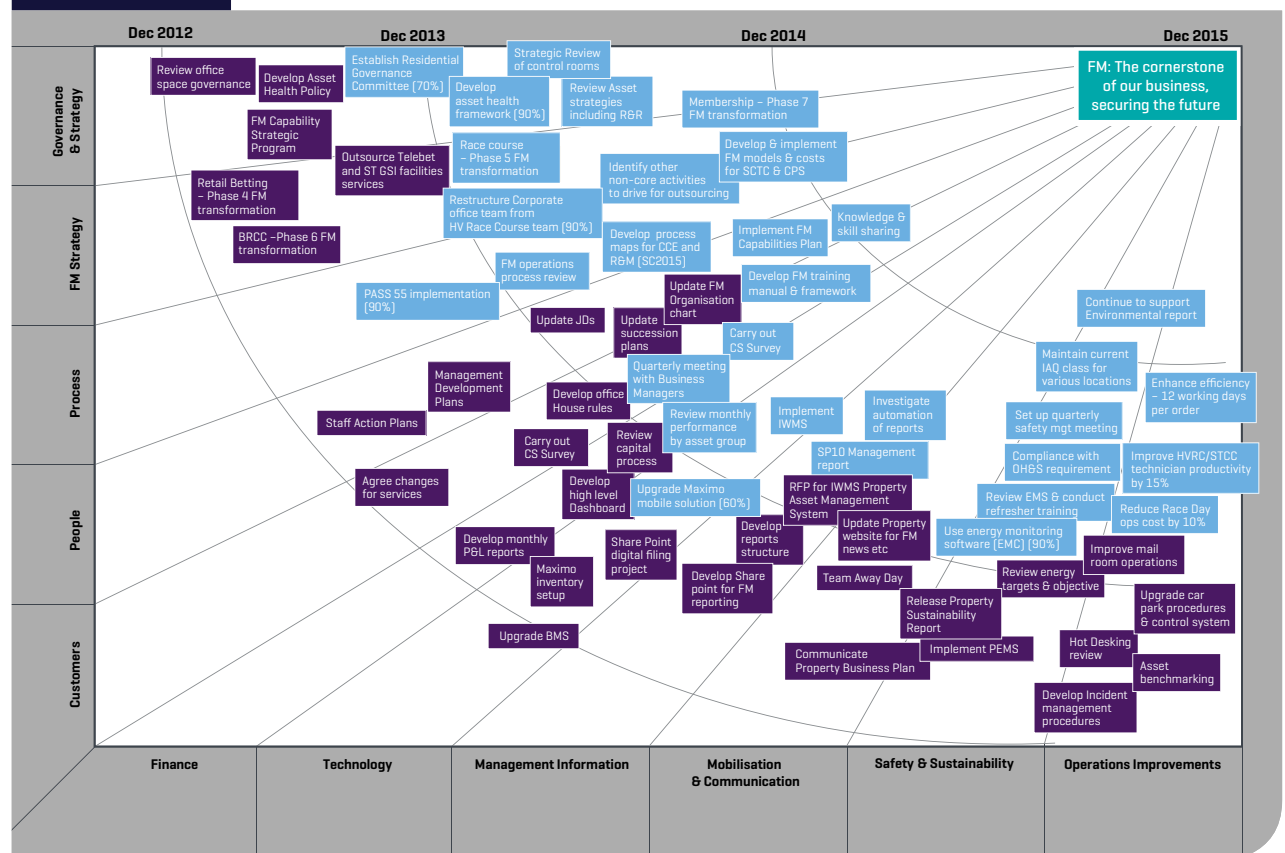 Dec 2012
Dec 2013
Dec 2014
Dec 2015
Governance
& Strategy
FM Strategy
Process
People
Customers
Review office
space governance
Develop Asset
Health Policy
Establish Residential
Governance
Committee (70%)
Strategic Review
of control rooms
Develop
asset health
framework (90%)
Review Asset
strategies
including R&R
Membership – Phase 7
FM transformation
FM: The cornerstone
of our business,
securing the future
FM Capability
Strategic
Program
Outsource Telebet
and ST GSI facilities
services
Race course
– Phase 5 FM
transformation
Identify other
non-core activities
to drive for outsourcing
Develop & implement
FM models & costs
for SCTC & CPS
Retail Betting
– Phase 4 FM
transformation
BRCC –Phase 6 FM
transformation
Restructure Corporate
office team from
HV Race Course team (90%)
Develop process
maps for CCE and
R&M (SC2015)
Implement FM
Capabilities Plan
Knowledge &
skill sharing
FM operations
process review
PASS 55 implementation
(90%)
Update FM
Organisation
chart
Develop FM training
manual & framework
Continue to support
Environmental report
Update JDs
Update
succession
plans
Carry out
CS Survey
Maintain current
IAQ class for
various locations
Enhance efficiency
– 12 working days
per order
Management
Development
Plans
Quarterly meeting
with Business
Managers
Develop office
House rules
Staff Action Plans
Review monthly
performance
by asset group
Implement
IWMS
Investigate
automation
of reports
Set up quarterly
safety mgt meeting
Carry out
CS Survey
Review
capital
process
SP10 Management
report
Compliance with
OH&S requirement
Improve HVRC/STCC
technician productivity
by 15%
Agree changes
for services
Develop
high level
Dashboard
Upgrade Maximo
mobile solution (60%)
RFP for IWMS Property
Asset Management
System
Review EMS & conduct
refresher training
Reduce Race Day
ops cost by 10%
Develop monthly
P&L reports
Share Point
digital filing
project
Develop
reports
structure
Update Property
website for FM
news etc
Use energy monitoring
software (EMC) (90%)
Improve mail
room operations
Maximo
inventory
setup
Develop Share
point for FM
reporting
Team Away Day
Review energy
targets & objective
Release Property
Sustainability
Report
Upgrade car
park procedures
& control system
Upgrade BMS
Communicate
Property Business Plan
Implement PEMS
Hot Desking
review
Asset
benchmarking
Develop Incident
management
procedures
Finance
Technology
Management Information
Mobilisation
& Communication
Safety & Sustainability
Operations Improvements